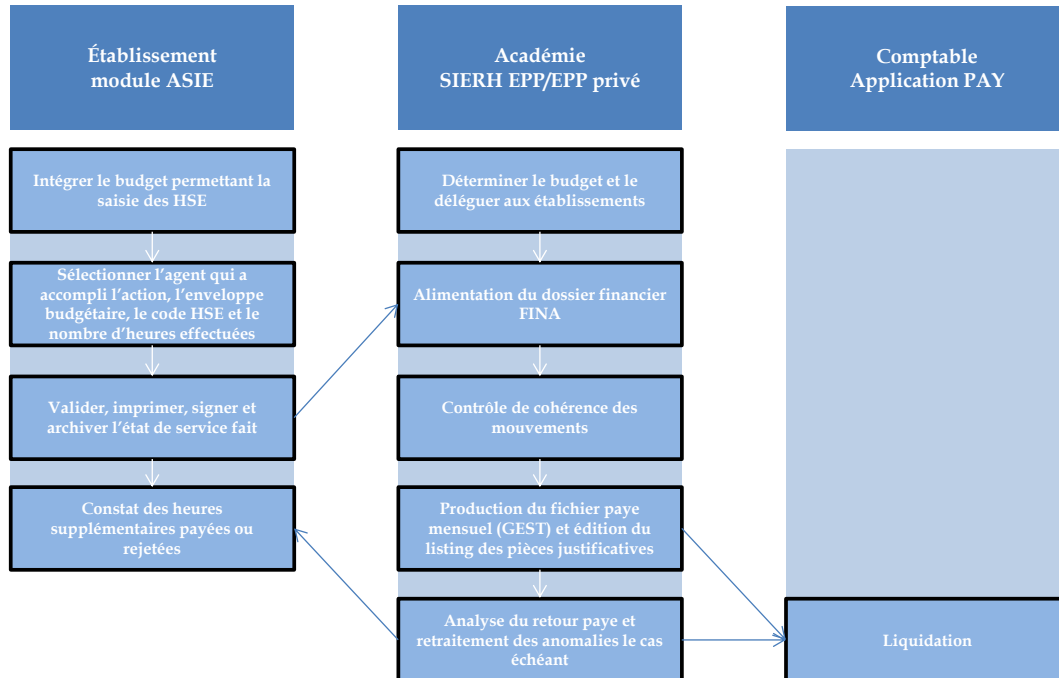 Établissement
module ASIE
Académie
SIERH EPP/EPP privé
Comptable
Application PAY
Intégrer le budget permettant la
saisie des HSE
Sélectionner l'agent qui a
accompli l'action, l'enveloppe
budgétaire, le code HSE et le
nombre d'heures effectuées
Valider, imprimer, signer et
archiver l'état de service fait
Constat des heures
supplémentaires payées ou
rejetées
Déterminer le budget et le
déléguer aux établissements
Alimentation du dossier financier
FINA
Contrôle de cohérence des
mouvements
Production du fichier paye
mensuel (GEST) et édition du
listing des pièces justificatives
Analyse du retour paye et
retraitement des anomalies le cas
échéant
Liquidation